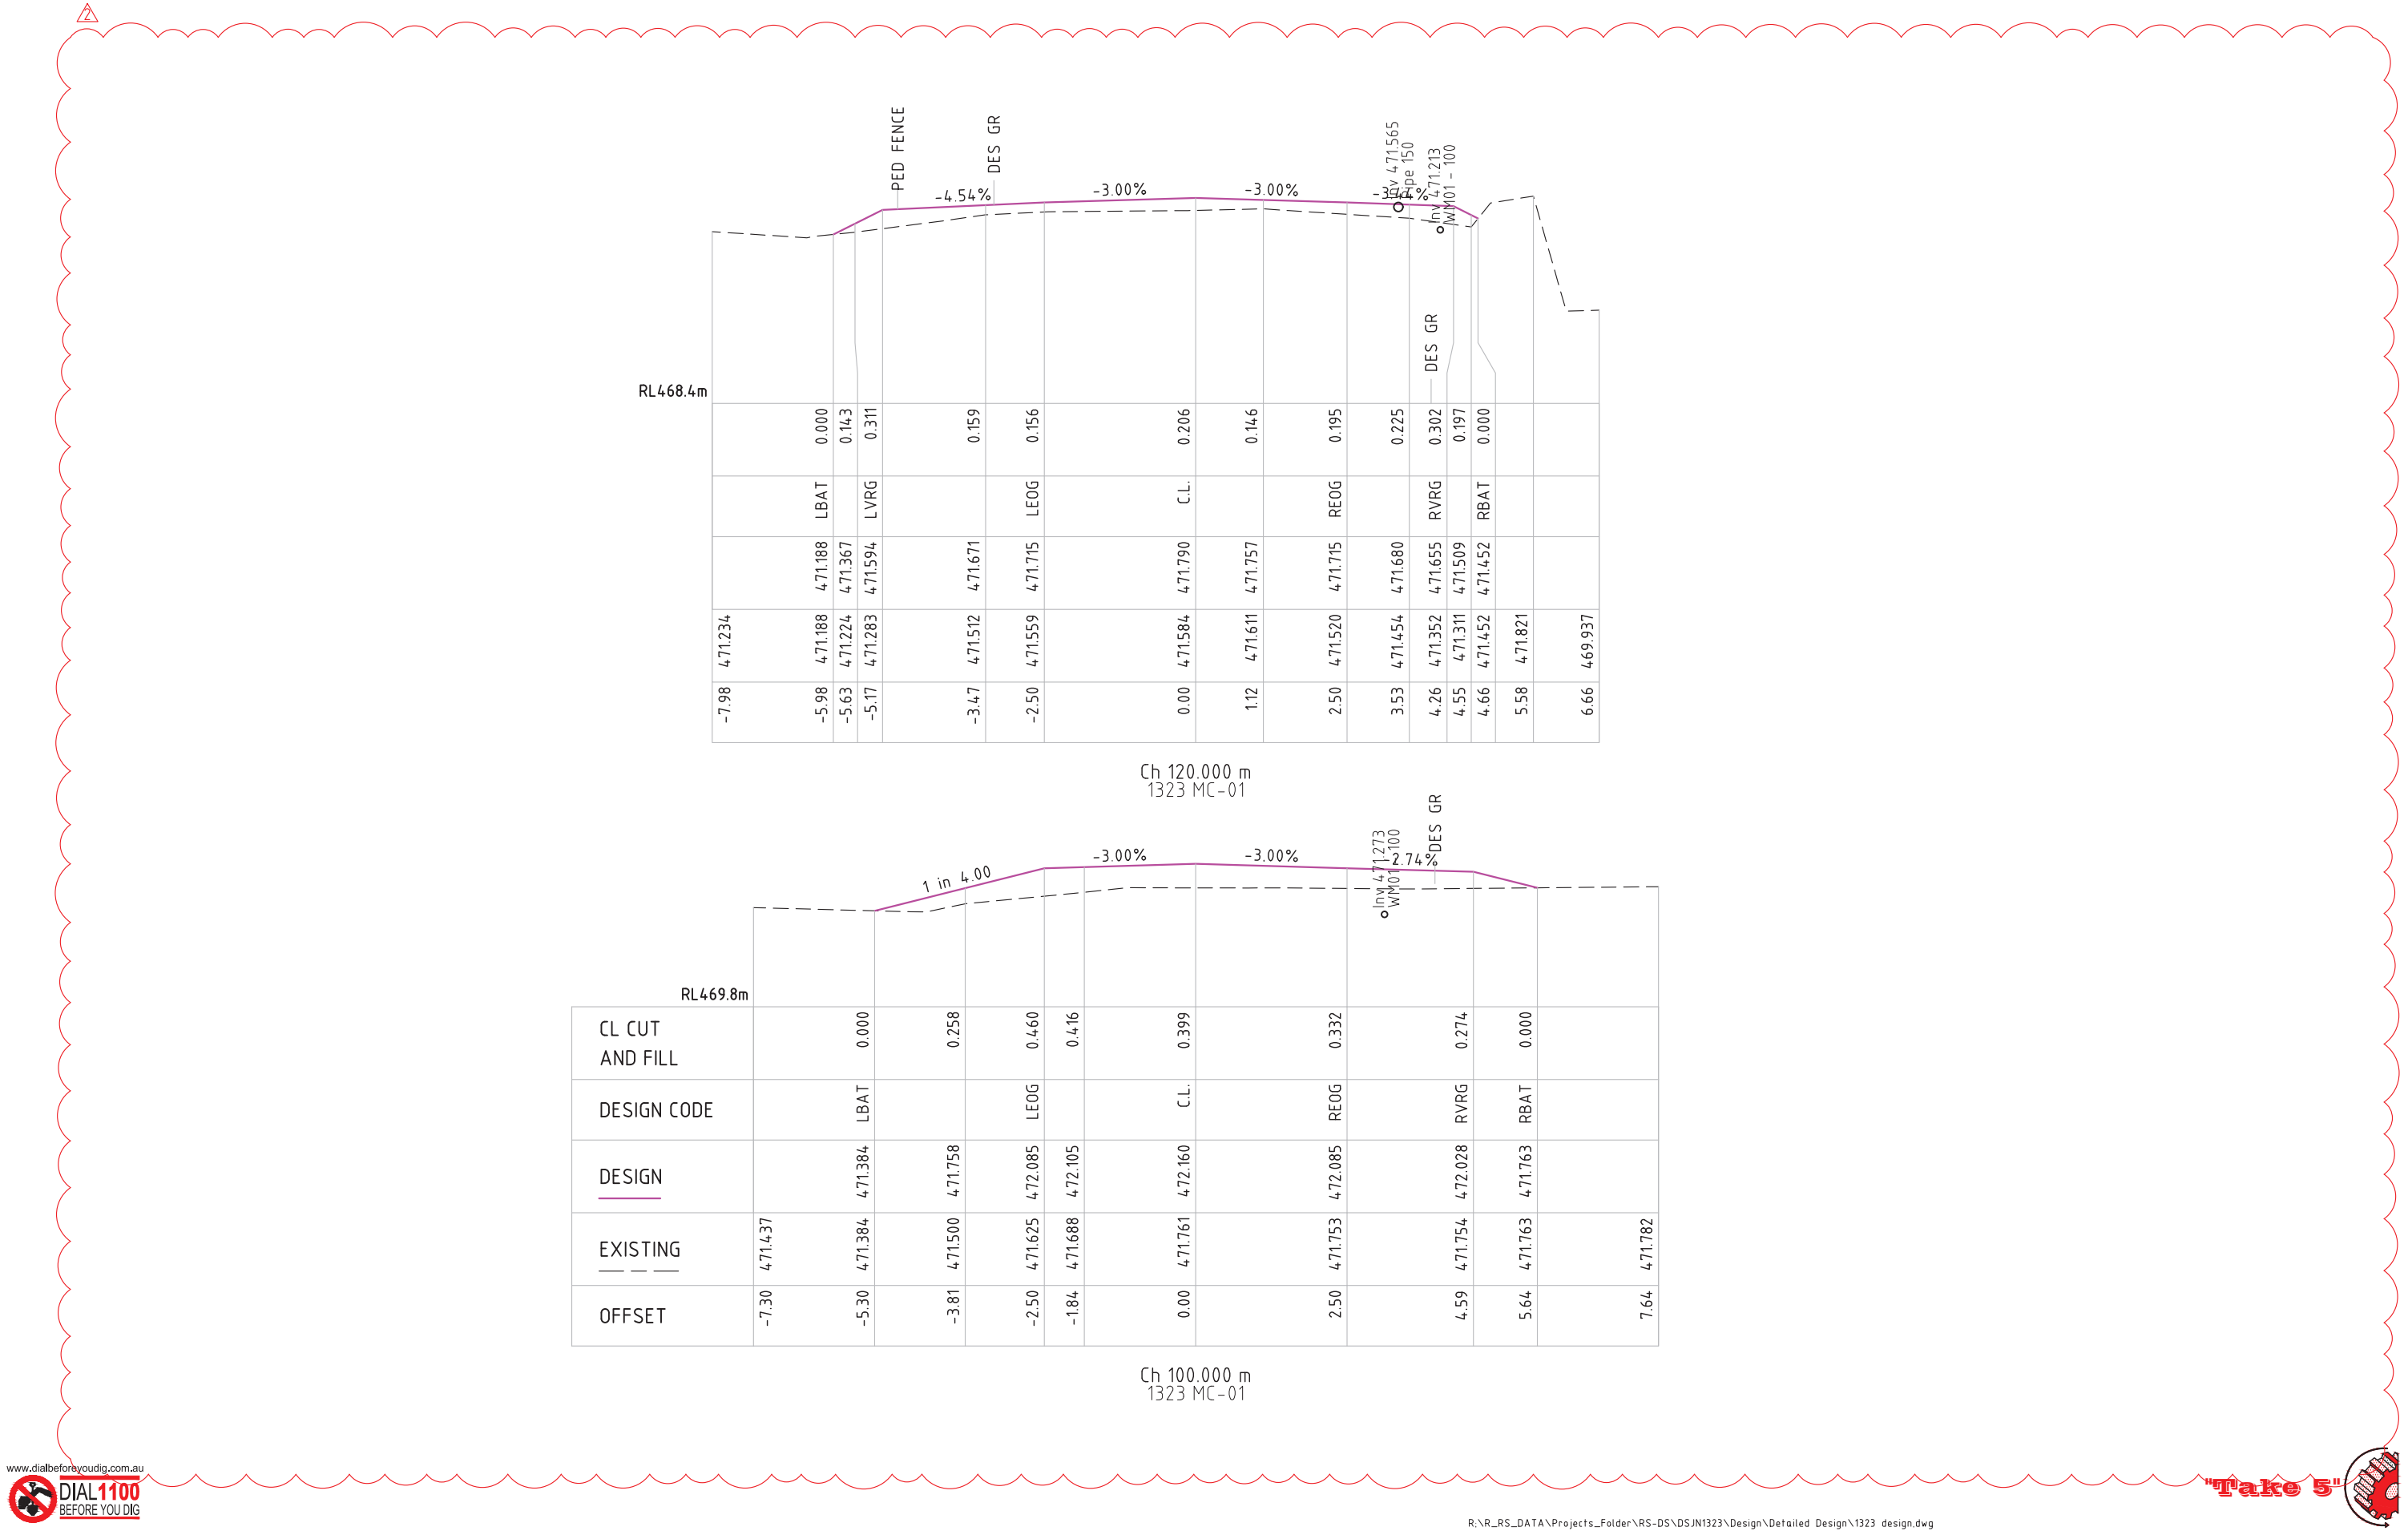 2
PED FENCE
DES GR
-4.54%
-3.00%
-3.00%
-3.44%
Inv 471.565
Pipe 150
Inv 471.213
WM01 - 100
DES GR
RL468.4m
0.000 0.143 0.311 0.159 0.156 0.206 0.146 0.195 0.225 0.302 0.197 0.000
LBAT LVRG LEOG C.L. REOG RVRG RBAT
471.188 471.367 471.594 471.671 471.715 471.790 471.757 471.715 471.680 471.655 471.509 471.452
471.234 471.188 471.224 471.283 471.512 471.559 471.584 471.611 471.520 471.454 471.352 471.311 471.452 471.821 469.937
-7.98 -5.98 -5.63 -5.17 -3.47 -2.50 0.00 1.12 2.50 3.53 4.26 4.55 4.66 5.58 6.66
Ch 120.000 m
1323 MC-01
1 in 4.00
-3.00%
-3.00%
-2.74%
Inv 471.273
WM01 - 100
DES GR
RL469.8m
CL CUT
AND FILL
0.000 0.258 0.460 0.416 0.399 0.332 0.274 0.000
DESIGN CODE
LBAT LEOG C.L. REOG RVRG RBAT
DESIGN
471.384 471.758 472.085 472.105 472.160 472.085 472.028 471.763
EXISTING
471.437 471.384 471.500 471.625 471.688 471.761 471.753 471.754 471.763 471.782
OFFSET
-7.30 -5.30 -3.81 -2.50 -1.84 0.00 2.50 4.59 5.64 7.64
Ch 100.000 m
1323 MC-01
www.dialbeforeyoudig.com.au
DIAL1100
BEFORE YOU DIG
"Take 5"
R:\R_RS_DATA\Projects_Folder\RS-DS\DSJN1323\Design\Detailed Design\1323 design.dwg